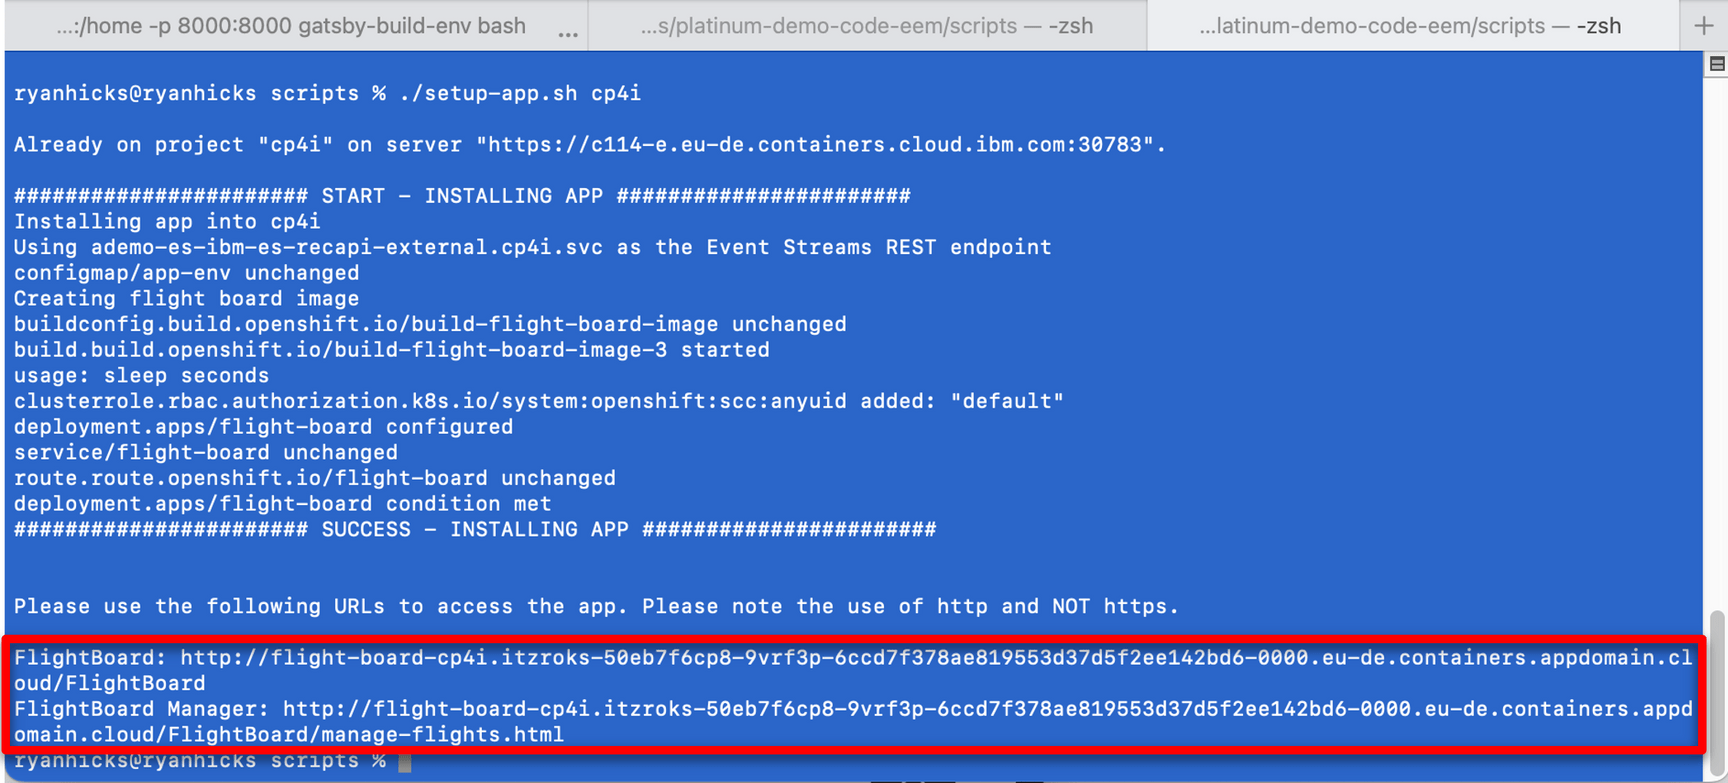 ...:/home -p 8000:8000 gatsby-build-env bash ...
...s/platinum-demo-code-eem/scripts — -zsh
...latinum-demo-code-eem/scripts — -zsh
+
ryanhicks@ryanhicks scripts % ./setup-app.sh cp4i
Already on project "cp4i" on server "https://c114-e.eu-de.containers.cloud.ibm.com:30783".
####################### START - INSTALLING APP #######################
Installing app into cp4i
Using ademo-es-ibm-es-recapi-external.cp4i.svc as the Event Streams REST endpoint
configmap/app-env unchanged
Creating flight board image
buildconfig.build.openshift.io/build-flight-board-image unchanged
build.build.openshift.io/build-flight-board-image-3 started
usage: sleep seconds
clusterrole.rbac.authorization.k8s.io/system:openshift:scc:anyuid added: "default"
deployment.apps/flight-board configured
service/flight-board unchanged
route.route.openshift.io/flight-board unchanged
deployment.apps/flight-board condition met
####################### SUCCESS - INSTALLING APP #######################
Please use the following URLs to access the app. Please note the use of http and NOT https.
FlightBoard: http://flight-board-cp4i.itzroks-50eb7f6cp8-9vrf3p-6ccd7f378ae819553d37d5f2ee142bd6-0000.eu-de.containers.appdomain.cl
oud/FlightBoard
FlightBoard Manager: http://flight-board-cp4i.itzroks-50eb7f6cp8-9vrf3p-6ccd7f378ae819553d37d5f2ee142bd6-0000.eu-de.containers.appd
omain.cloud/FlightBoard/manage-flights.html
ryanhicks@ryanhicks scripts %